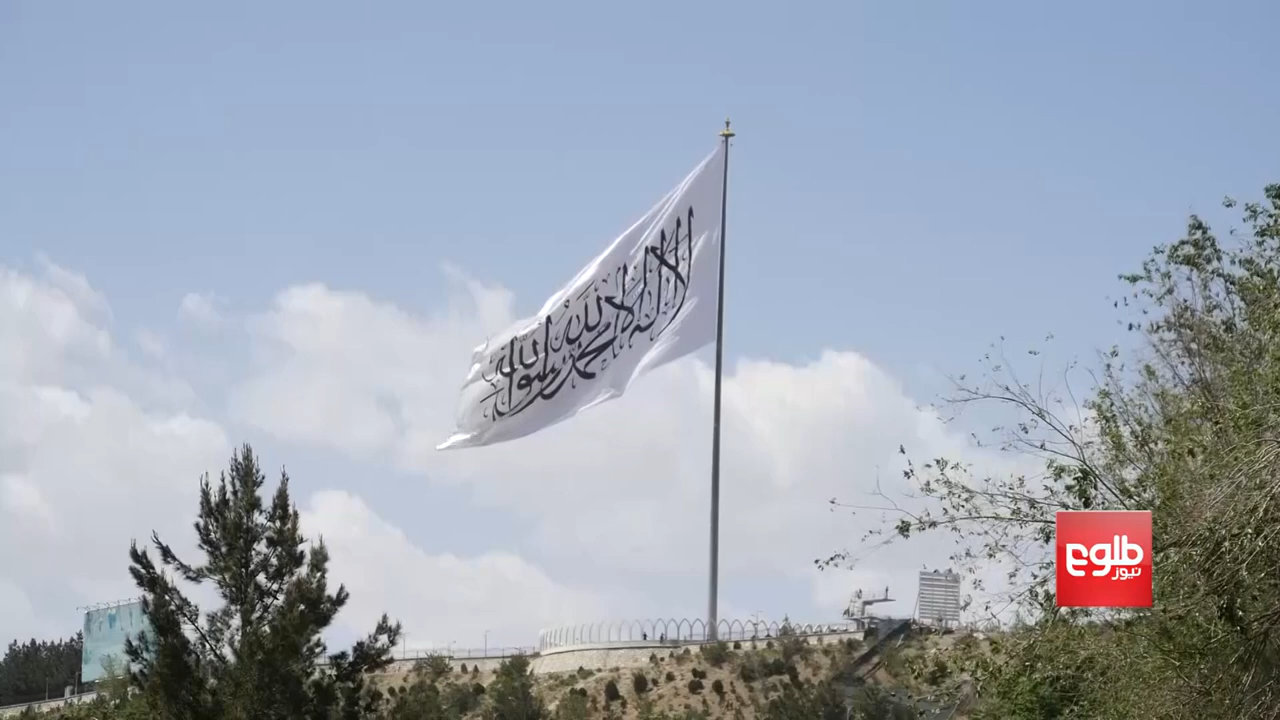 لا إله إلا الله محمد رسول الله
طلوع
نیوز